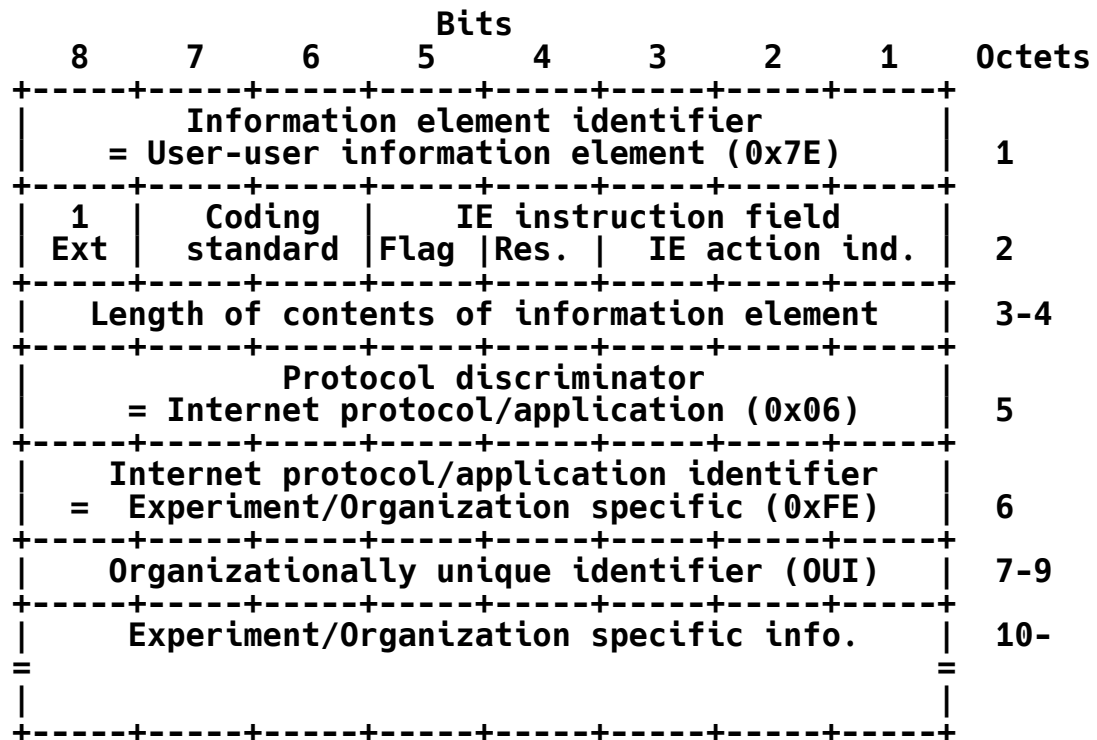 Bits
   8     7     6     5     4     3     2     1    Octets
+-----+-----+-----+-----+-----+-----+-----+-----+
|        Information element identifier         |
|    = User-user information element (0x7E)     |  1
+-----+-----+-----+-----+-----+-----+-----+-----+
|  1  |   Coding  |    IE instruction field     |
| Ext |  standard |Flag |Res. |  IE action ind. |  2
+-----+-----+-----+-----+-----+-----+-----+-----+
|   Length of contents of information element   |  3-4
+-----+-----+-----+-----+-----+-----+-----+-----+
|             Protocol discriminator            |
|     = Internet protocol/application (0x06)    |  5
+-----+-----+-----+-----+-----+-----+-----+-----+
|    Internet protocol/application identifier   |
|  =  Experiment/Organization specific (0xFE)   |  6
+-----+-----+-----+-----+-----+-----+-----+-----+
|    Organizationally unique identifier (OUI)   |  7-9
+-----+-----+-----+-----+-----+-----+-----+-----+
|     Experiment/Organization specific info.    |  10-
=                                               =
|                                               |
+-----+-----+-----+-----+-----+-----+-----+-----+